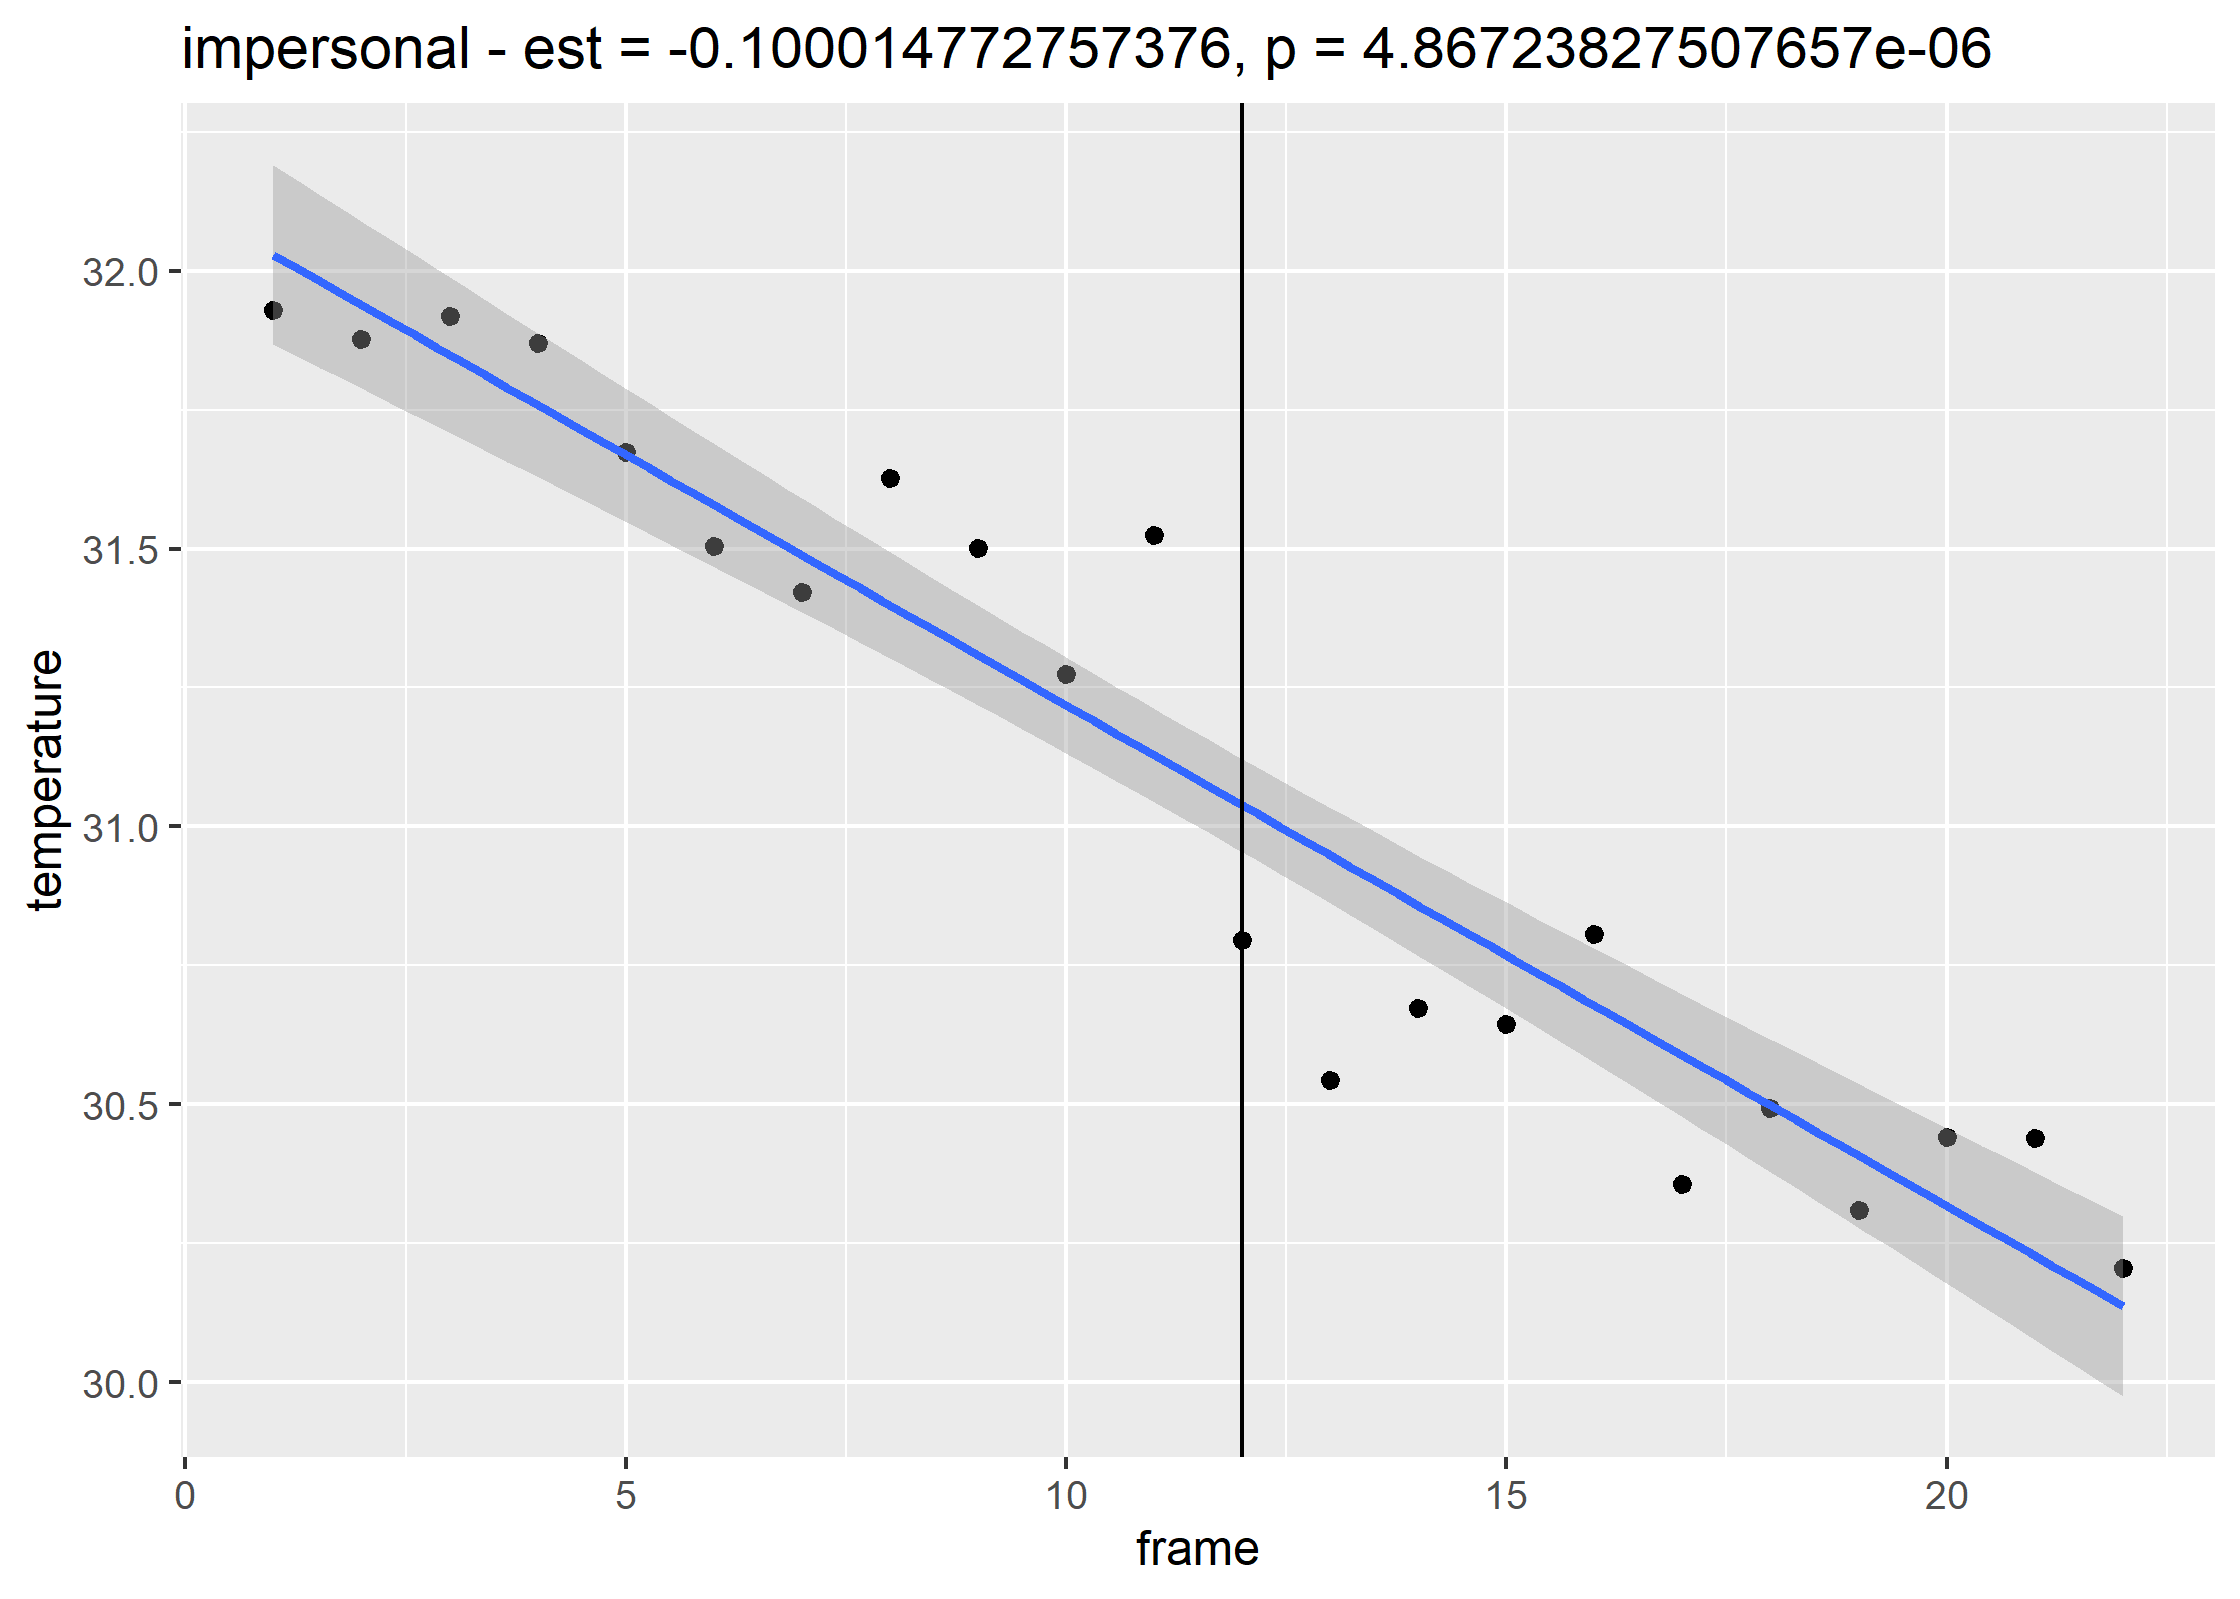 impersonal - est = -0.100014772757376, p = 4.86723827507657e-06
32.0
31.5
31.0
30.5
30.0
temperature
0 5 10 15 20
frame